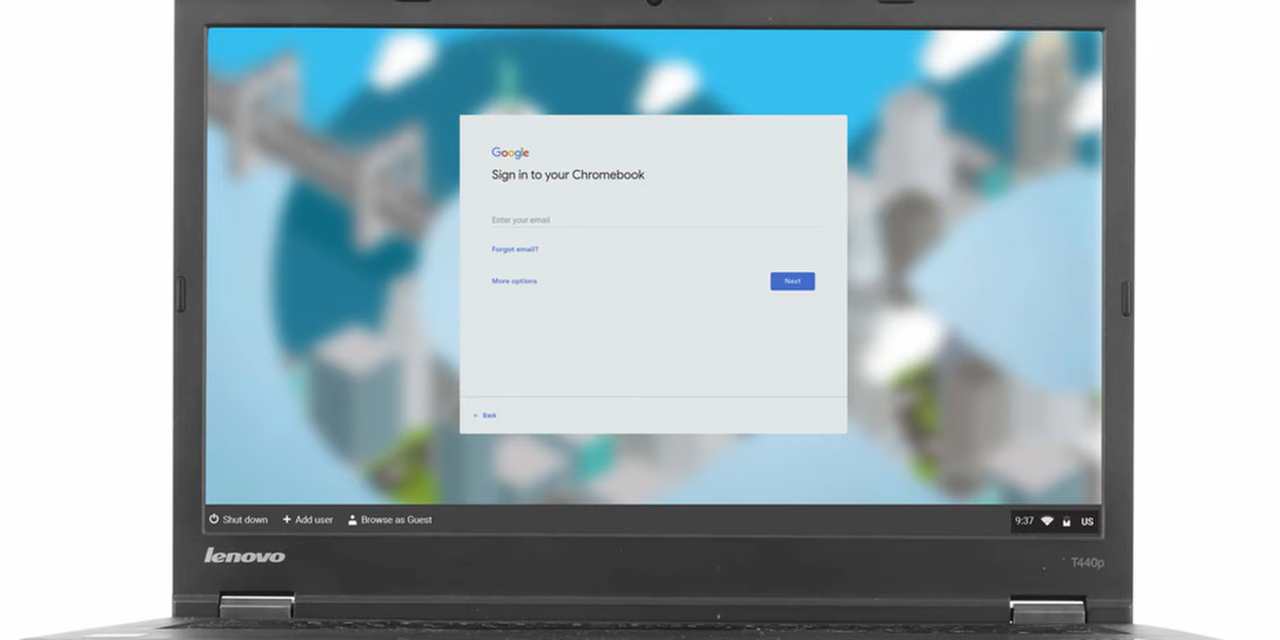 Google
Sign in to your Chromebook
Enter your email
Forgot email?
More options
Next
Back
Shut down
Add user
Browse as Guest
9:37
US
lenovo
T440p